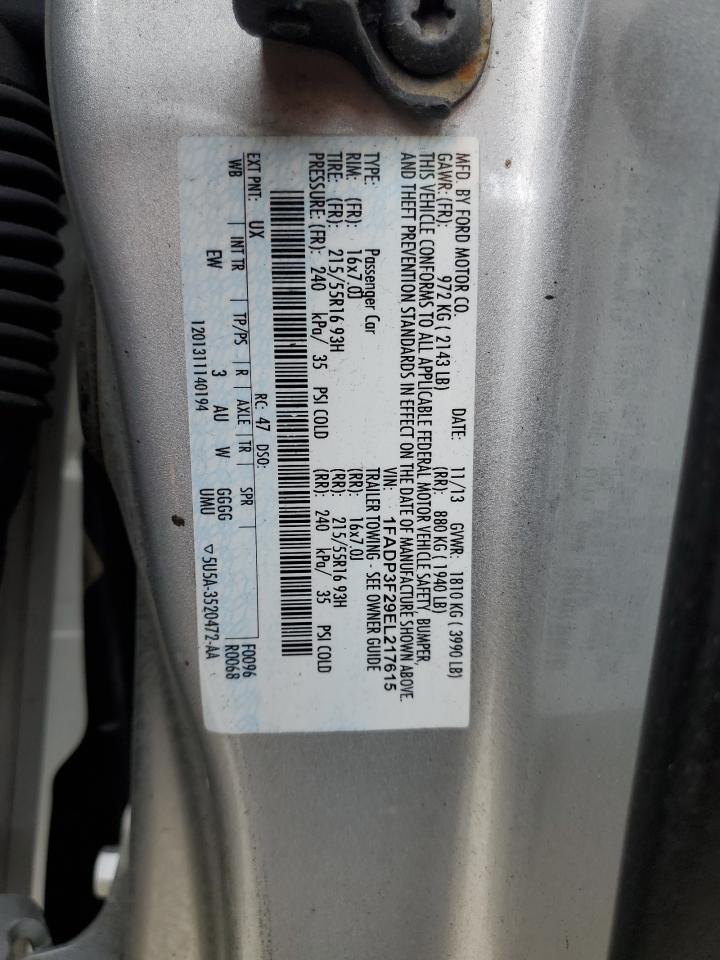 MFD. BY FORD MOTOR CO. DATE: 11/13 GVWR: 1810 KG ( 3990 LB)
GAWR: (FR): 972 KG ( 2143 LB) (RR): 880 KG ( 1940 LB)
THIS VEHICLE CONFORMS TO ALL APPLICABLE FEDERAL MOTOR VEHICLE SAFETY, BUMPER,
AND THEFT PREVENTION STANDARDS IN EFFECT ON THE DATE OF MANUFACTURE SHOWN ABOVE.
VIN: 1FADP3F29EL217615
TYPE: Passenger Car TRAILER TOWING - SEE OWNER GUIDE
RIM: (FR): 16x7.0J (RR): 16x7.0J
TIRE: (FR): 215/55R16 93H (RR): 215/55R16 93H
PRESSURE: (FR): 240 kPa/ 35 PSI COLD (RR): 240 kPa/ 35 PSI COLD
EXT PNT: UX RC: 47 DSO: F0096
WB INT TR TP/PS R AXLE TR SPR R0068
EW 3 AU W GGGG
UMU
1201311140194 ▽5U5A-3520472-AA